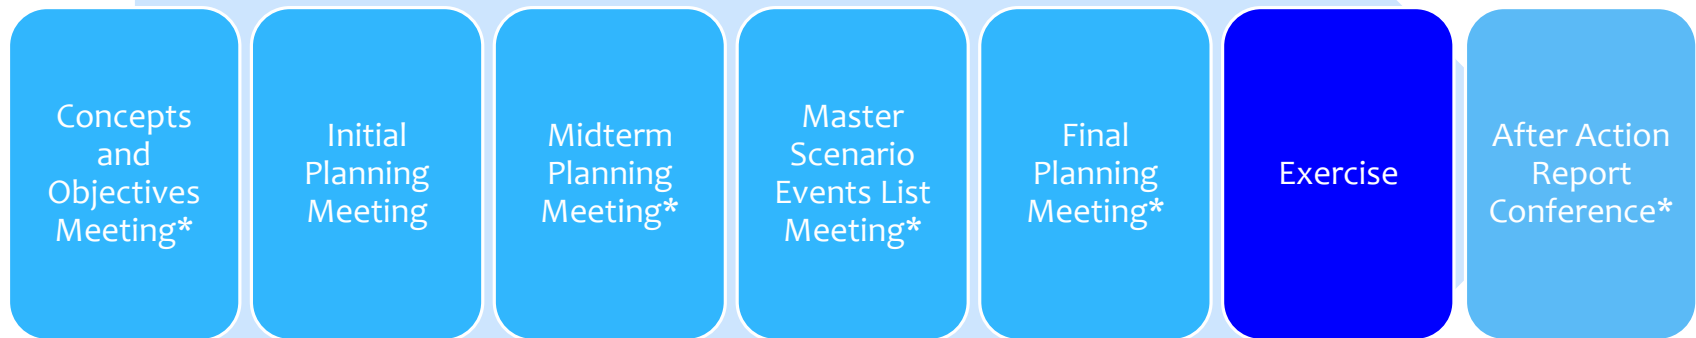 Concepts
and
Objectives
Meeting*
Initial
Planning
Meeting
Midterm
Planning
Meeting*
Master
Scenario
Events List
Meeting*
Final
Planning
Meeting*
Exercise
After Action
Report
Conference*